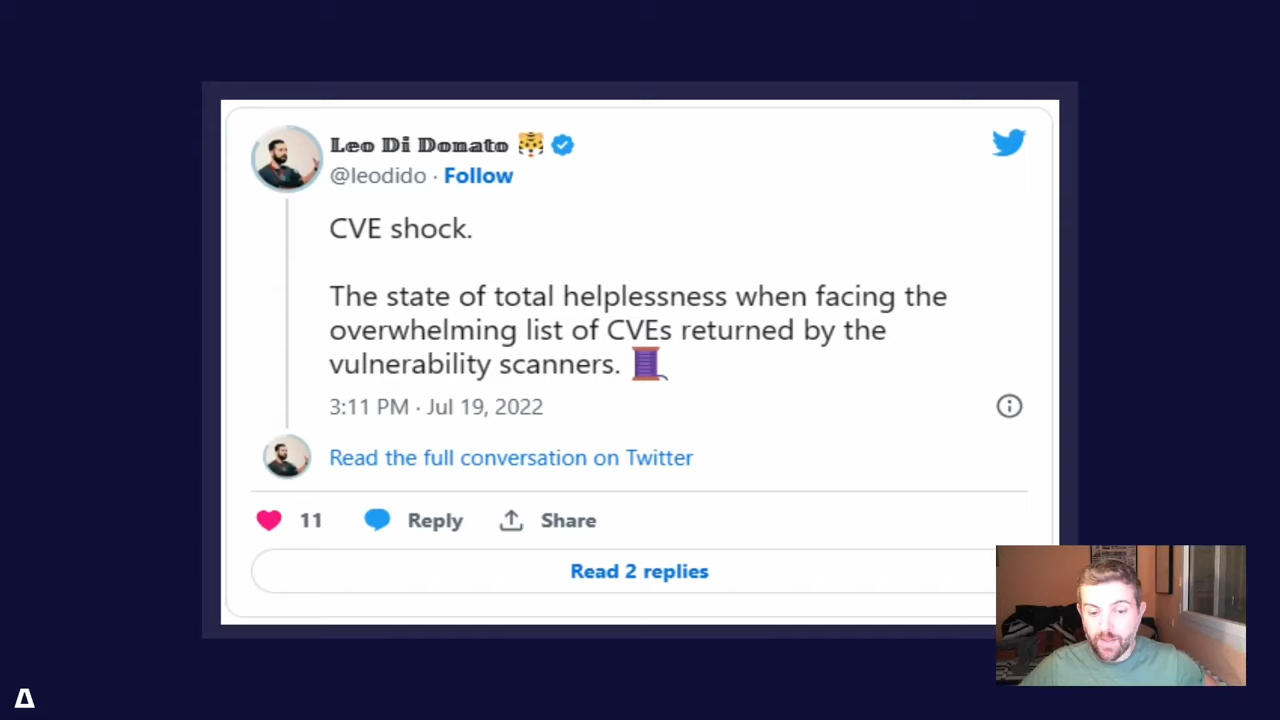 Leo Di Donato 🐯
@leodido · Follow
CVE shock.
The state of total helplessness when facing the
overwhelming list of CVEs returned by the
vulnerability scanners. 🧵
3:11 PM · Jul 19, 2022
Read the full conversation on Twitter
11 Reply Share
Read 2 replies